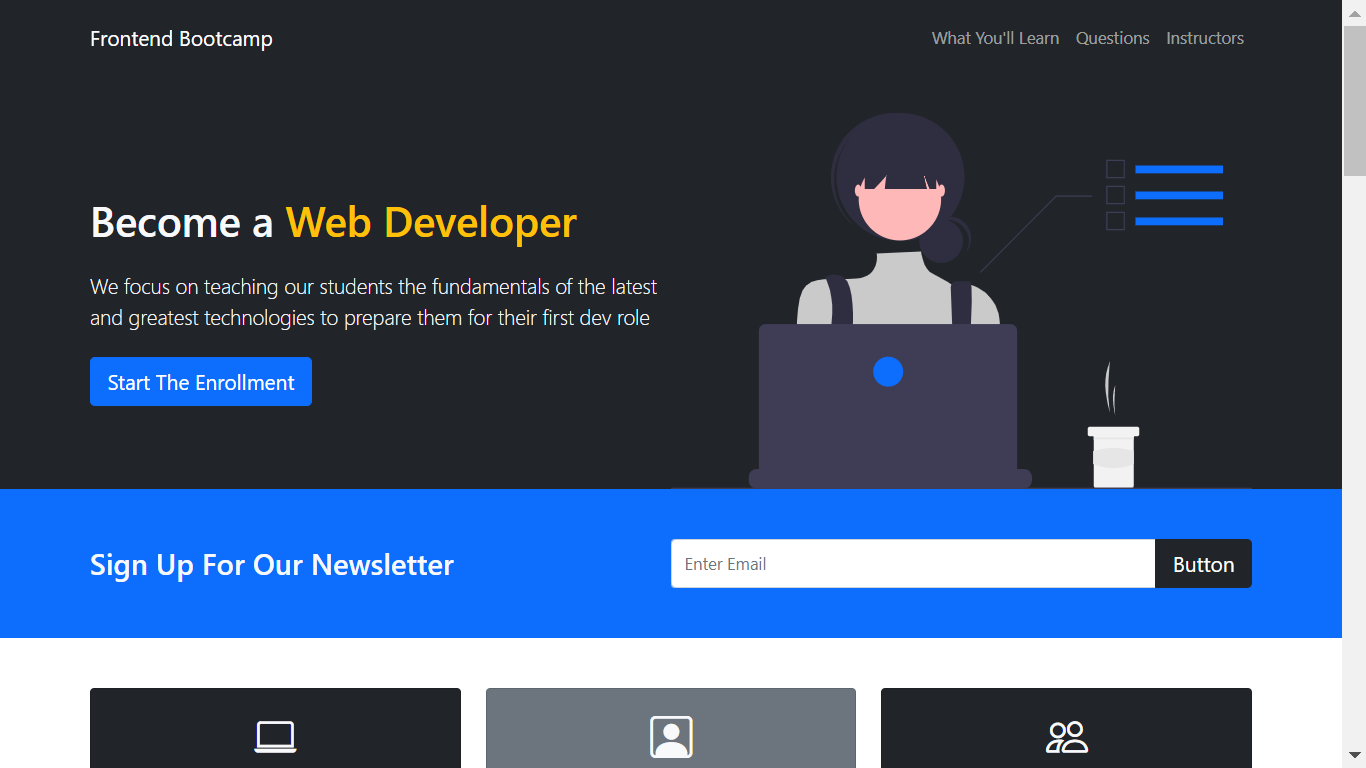 Frontend Bootcamp
What You'll Learn Questions Instructors
Become a Web Developer
We focus on teaching our students the fundamentals of the latest
and greatest technologies to prepare them for their first dev role
Start The Enrollment
Sign Up For Our Newsletter
Enter Email
Button